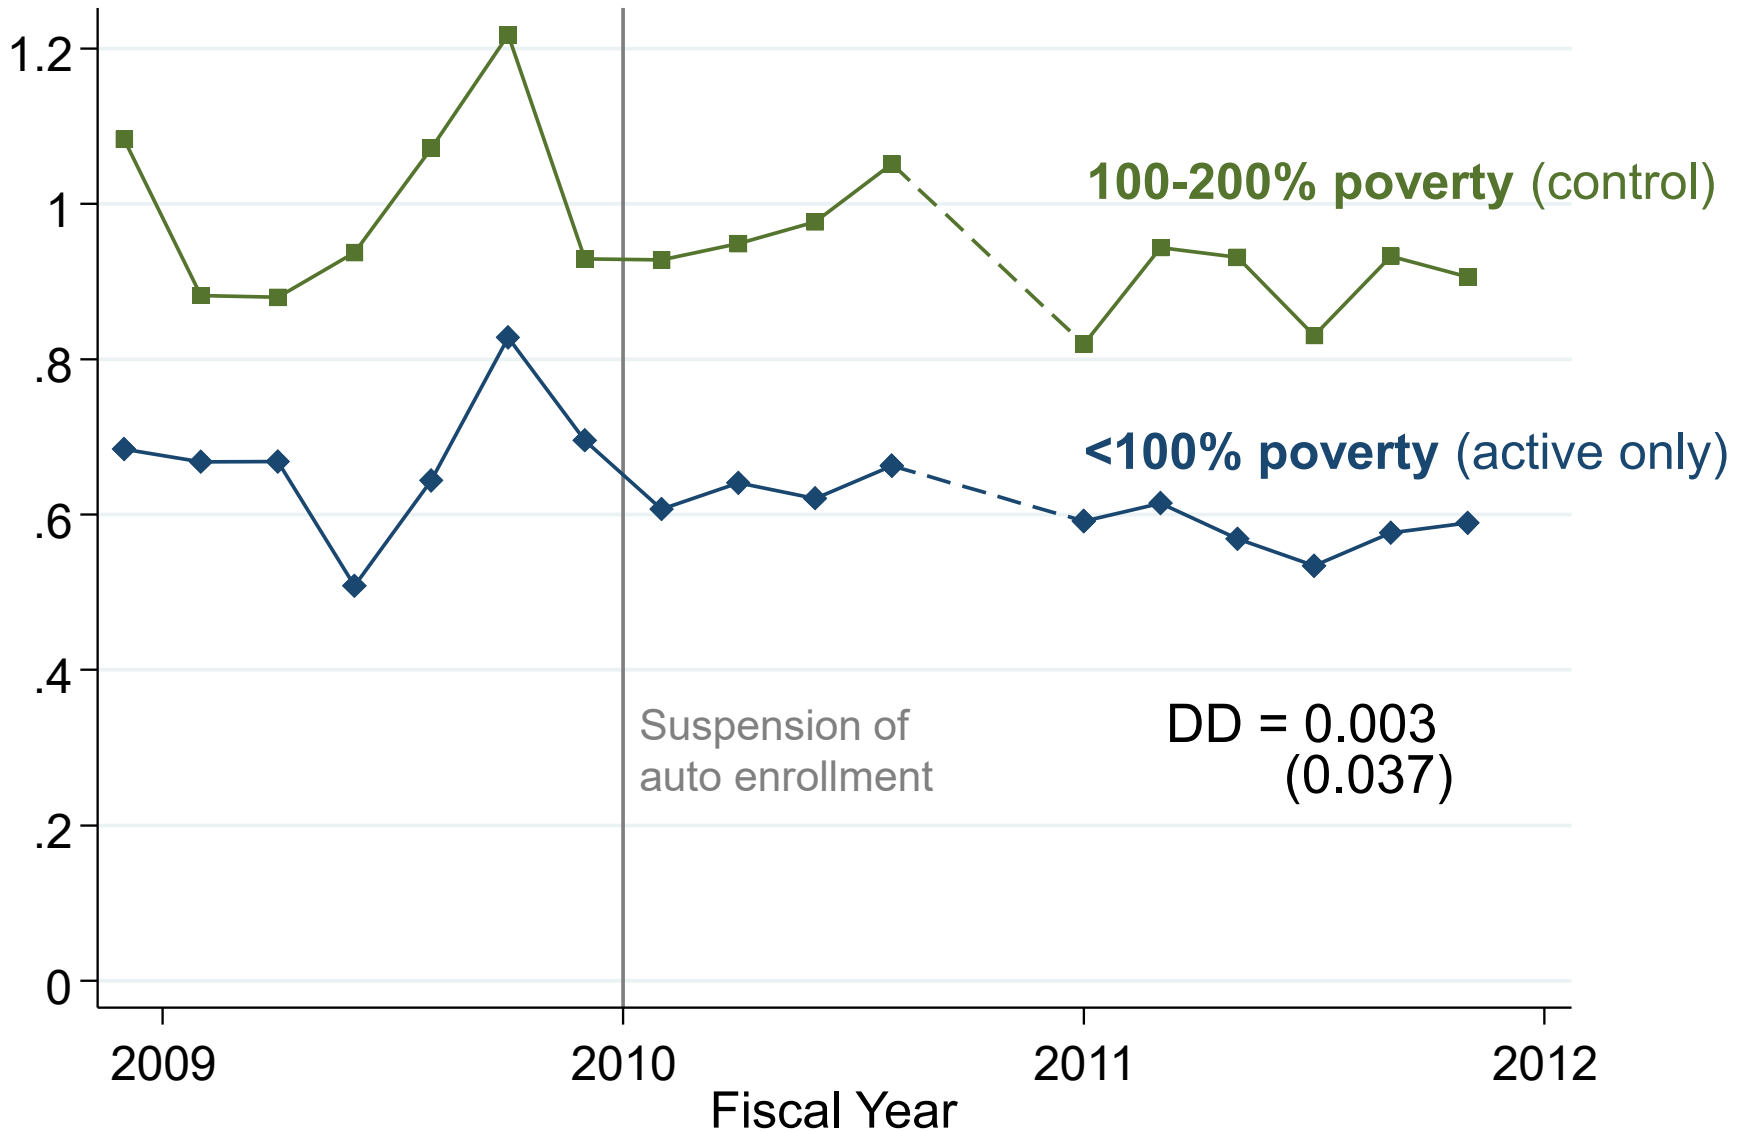 1.2
1
.8
.6
.4
.2
0
100-200% poverty (control)
<100% poverty (active only)
Suspension of
auto enrollment
DD = 0.003
(0.037)
2009
2010
2011
2012
Fiscal Year